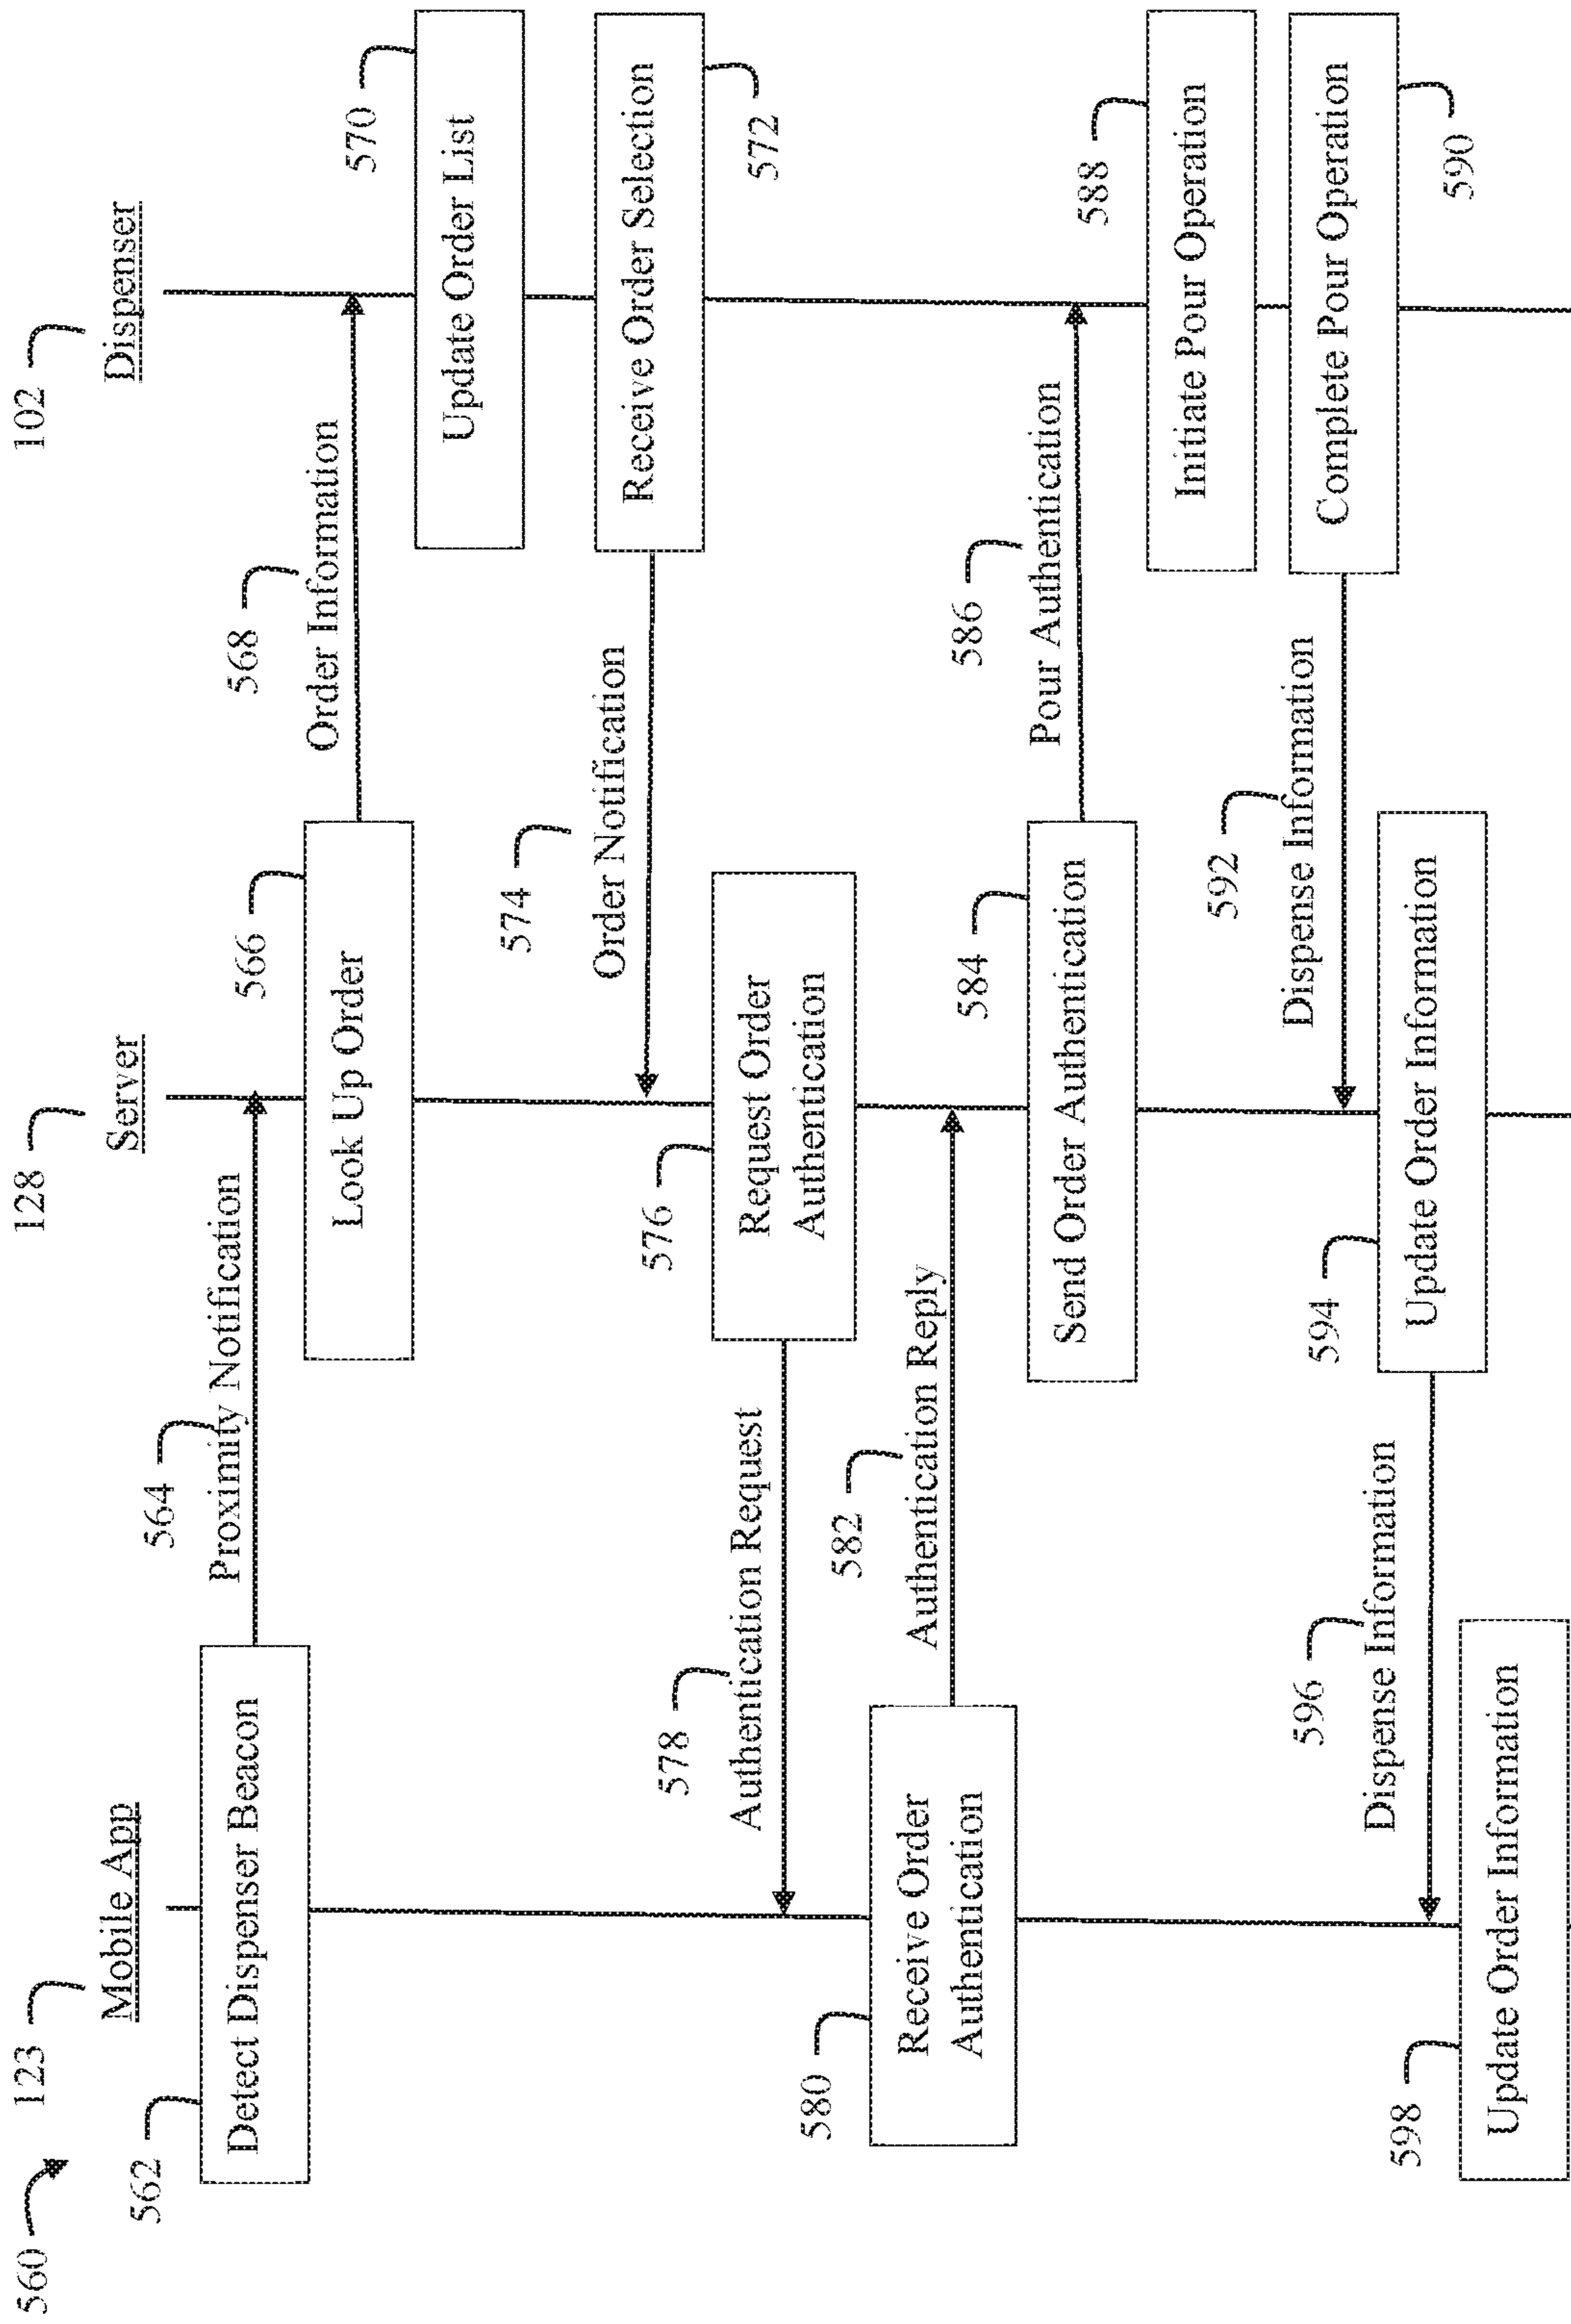 560
123
Mobile App
128
Server
102
Dispenser
562
Detect Dispenser Beacon
564
Proximity Notification
566
Look Up Order
568
Order Information
570
Update Order List
Receive Order Selection
572
574
Order Notification
576
Request Order
Authentication
578
Authentication Request
580
Receive Order
Authentication
582
Authentication Reply
584
Send Order Authentication
586
Pour Authentication
588
Initiate Pour Operation
Complete Pour Operation
590
592
Dispense Information
594
Update Order Information
596
Dispense Information
598
Update Order Information